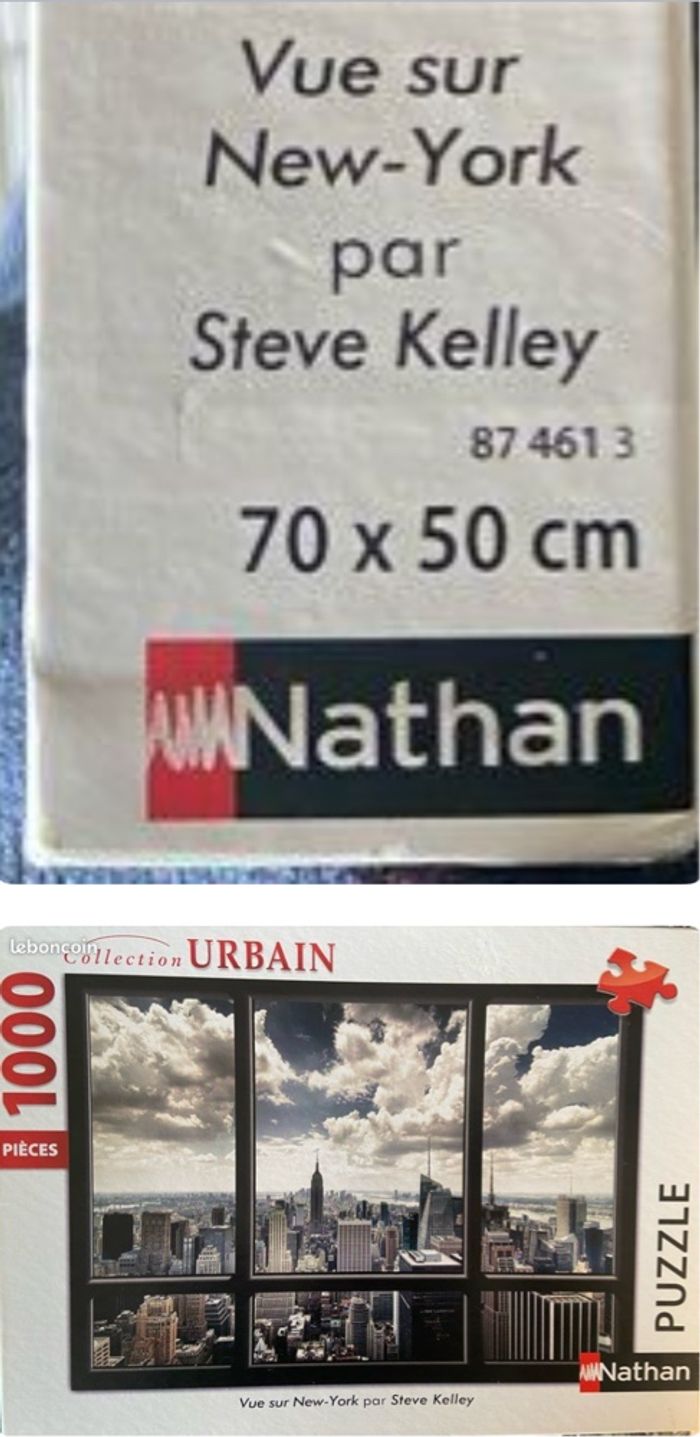 Vue sur
New-York
par
Steve Kelley
87 461 3
70 x 50 cm
Nathan
leboncoin
Collection URBAIN
1000
PIÈCES
PUZZLE
Nathan
Vue sur New-York par Steve Kelley